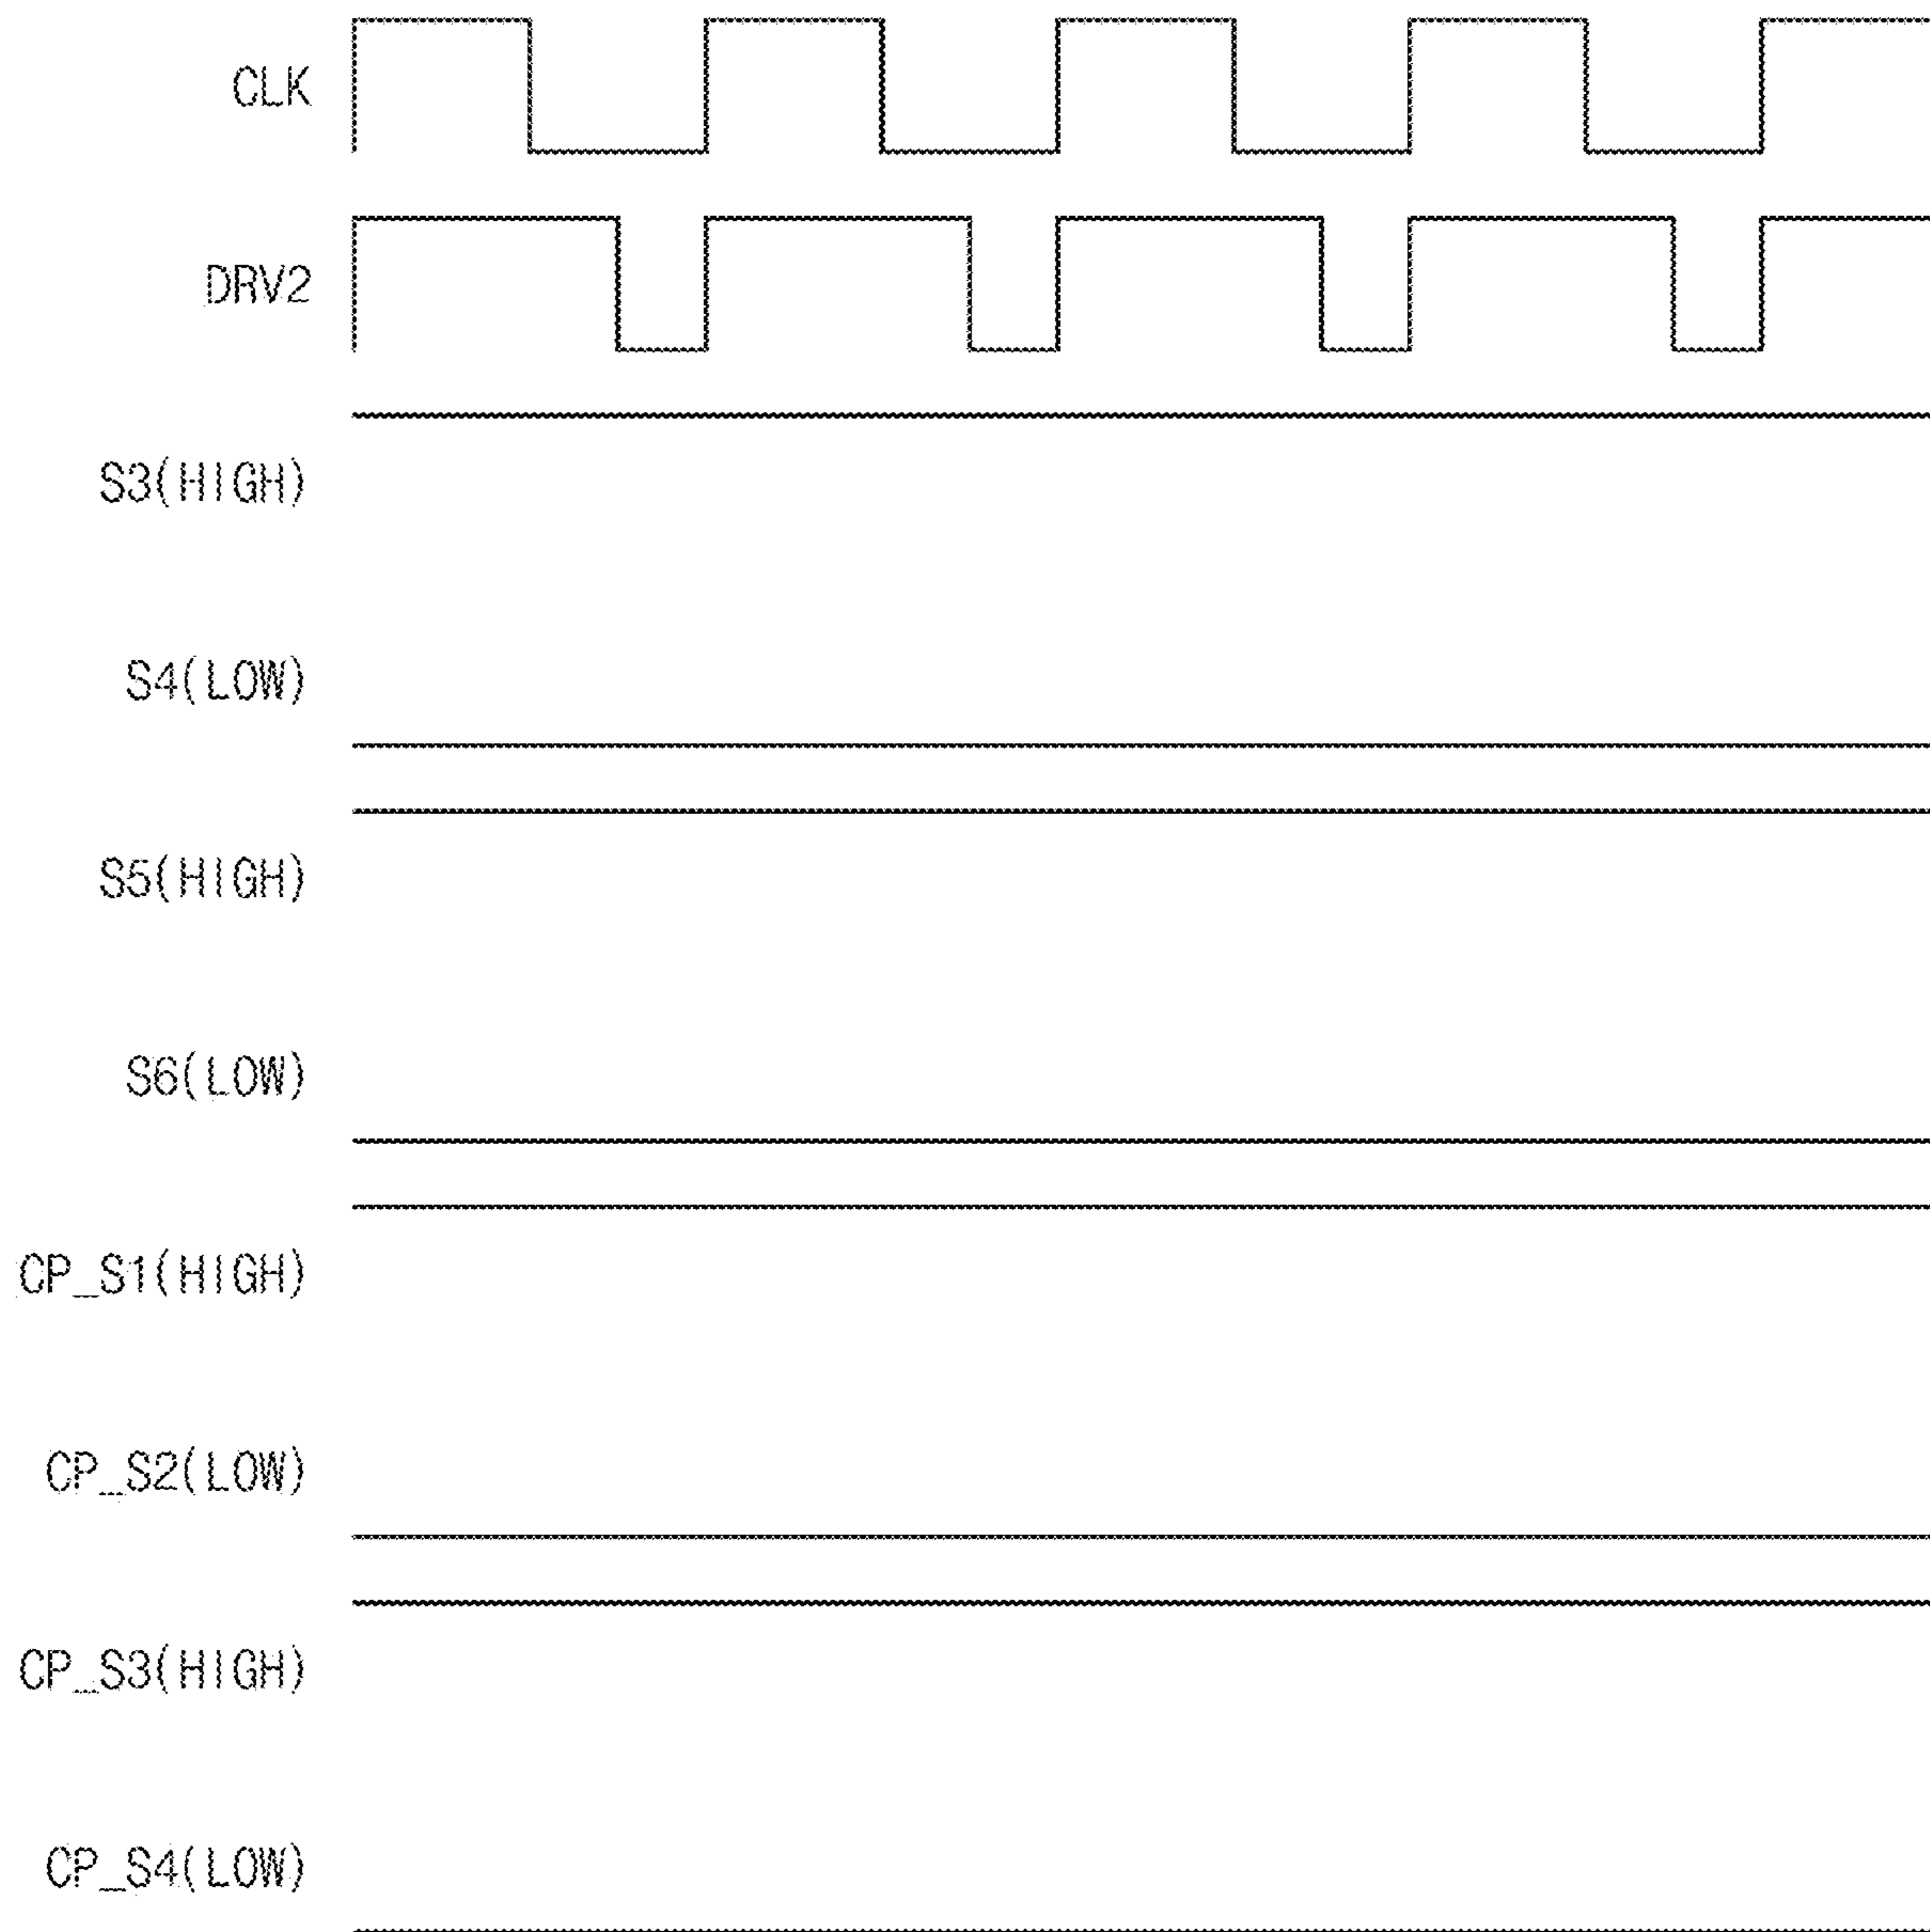 CLK
DRV2
S3(HIGH)
S4(LOW)
S5(HIGH)
S6(LOW)
CP_S1(HIGH)
CP_S2(LOW)
CP_S3(HIGH)
CP_S4(LOW)